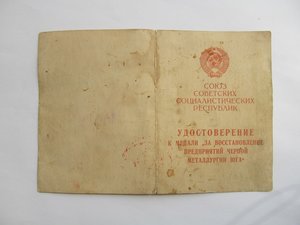 СОЮЗ
СОВЕТСКИХ
СОЦИАЛИСТИЧЕСКИХ
РЕСПУБЛИК
УДОСТОВЕРЕНИЕ
К МЕДАЛИ „ЗА ВОССТАНОВЛЕНИЕ
ПРЕДПРИЯТИЙ ЧЕРНОЙ
МЕТАЛЛУРГИИ ЮГА“